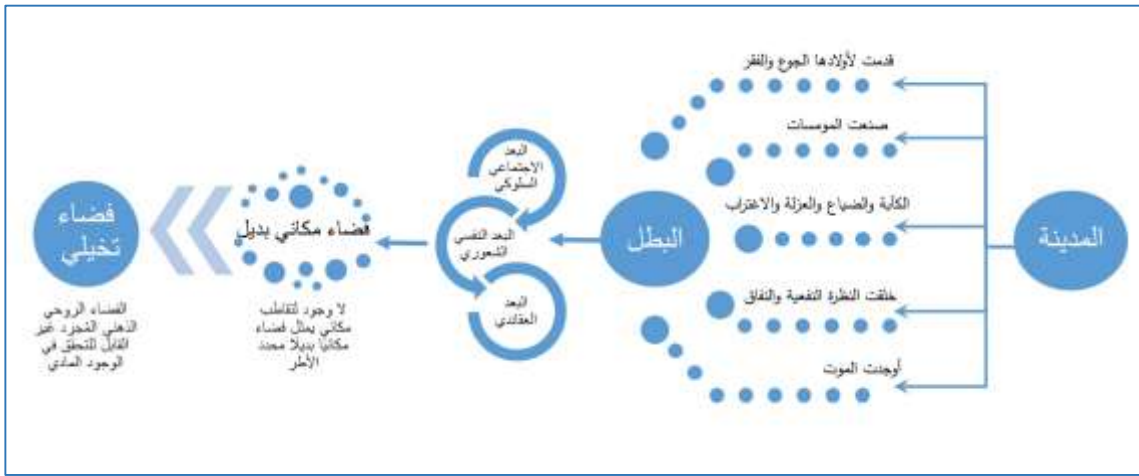 المدينة
قدمت لأولادها الجوع والفقر
صنعت المومسات
الكآبة والضياع والعزلة والاغتراب
خلقت النظرة النفعية والنفاق
أوجدت الموت
البطل
البعد
الاجتماعي
السلوكي
البعد النفسي
الشعوري
البعد
العقائدي
فضاء مكاني بديل
لا وجود لتقاطب
مكاني يمثل فضاء
مكانيا بديلا محدد
الأطر
فضاء
تخيلي
الفضاء الروحي
الذهني المجرد غير
القابل للتحقق في
الوجود المادي